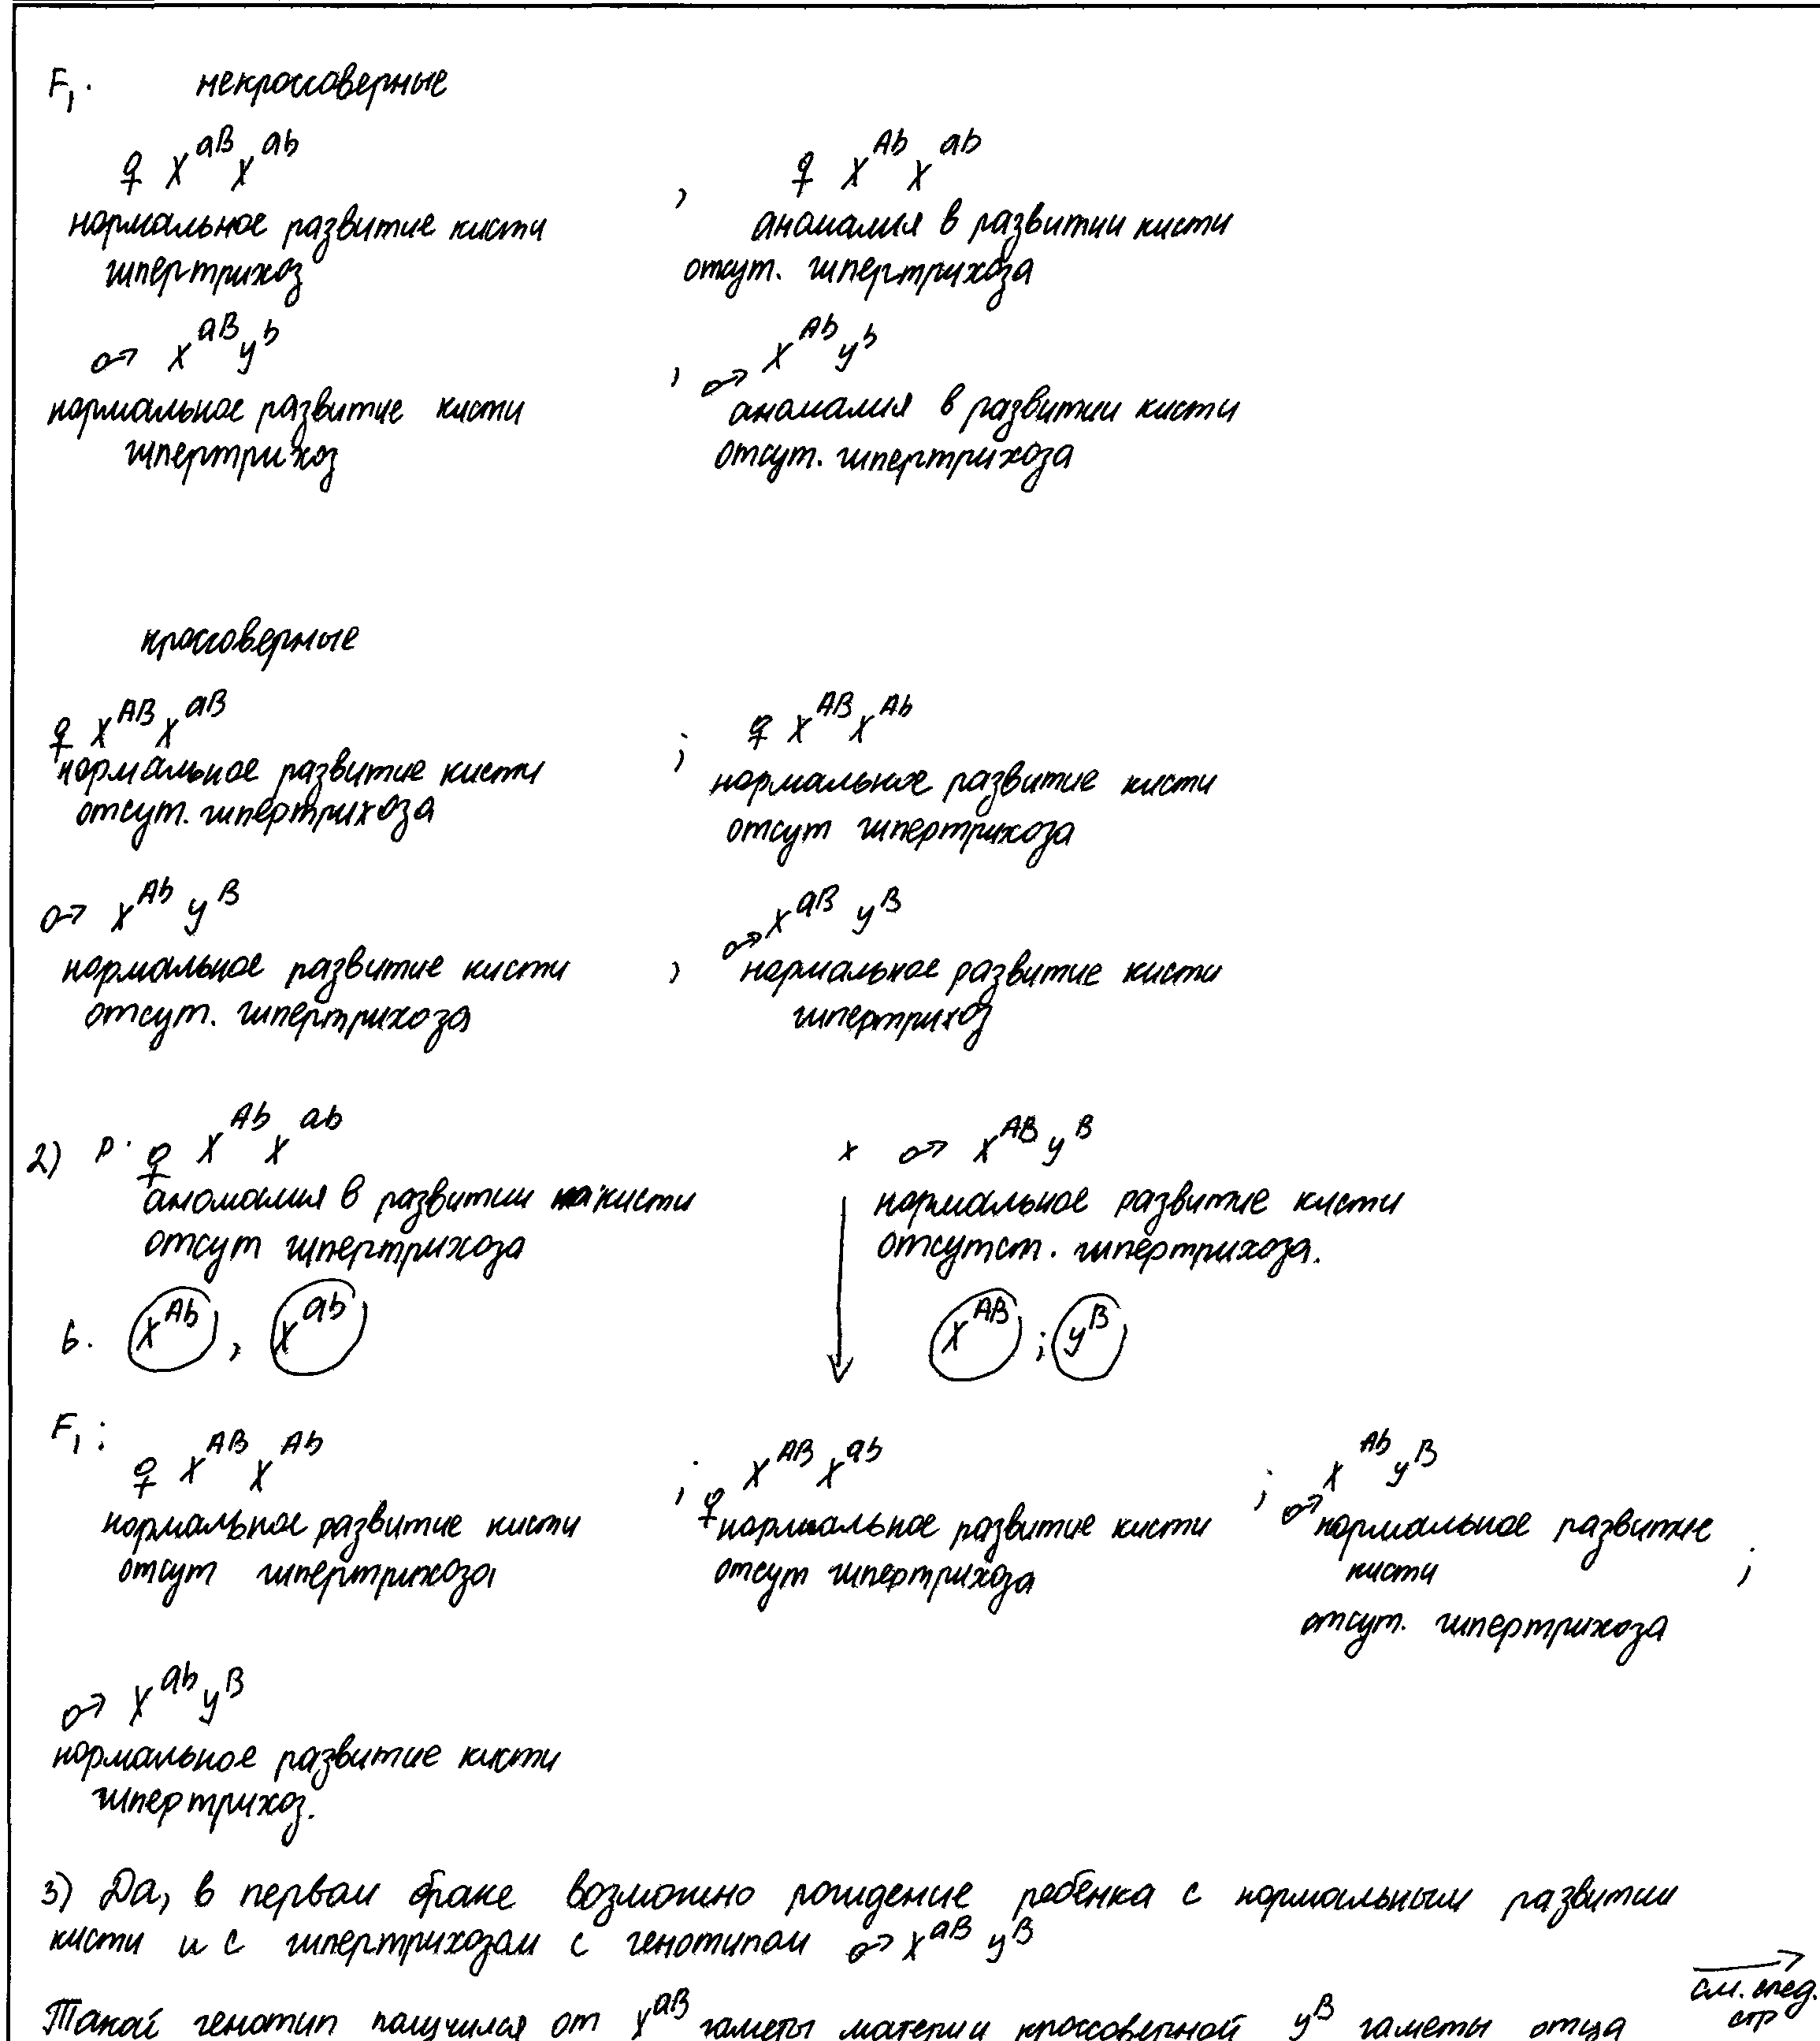 F₁. некроссоверные
♀ X^aB X^ab , ♀ X^Ab X^ab
нормальное развитие кисти аномалия в развитии кисти
гипертрихоз отсут. гипертрихоза
♂ X^aB y^b , ♂ X^Ab y^b
нормальное развитие кисти аномалия в развитии кисти
гипертрихоз отсут. гипертрихоза
кроссоверные
♀ X^AB X^aB ; ♀ X^AB X^Ab
нормальное развитие кисти нормальное развитие кисти
отсут. гипертрихоза отсут гипертрихоза
♂ X^Ab y^B , ♂ X^aB y^B
нормальное развитие кисти нормальное развитие кисти
отсут. гипертрихоза гипертрихоз
2) P. ♀ X^Ab X^ab x ♂ X^AB y^B
аномалия в развитии кисти нормальное развитие кисти
отсут гипертрихоза отсутст. гипертрихоза.
G. X^Ab , X^ab X^AB ; y^B
F₁: ♀ X^AB X^Ab ; ♀ X^AB X^ab ; ♂ X^Ab y^B
нормальное развитие кисти нормальное развитие кисти нормальное развитие
отсут гипертрихоза отсут гипертрихоза кисти ;
отсут. гипертрихоза
♂ X^ab y^B
нормальное развитие кисти
гипертрихоз.
3) Да, в первом браке возможно рождение ребенка с нормальным развитии
кисти и с гипертрихозом с генотипом ♂ X^aB y^B
см. след. стр
Такой генотип получился от X^aB гаметы матери и кроссоверной y^B гаметы отца